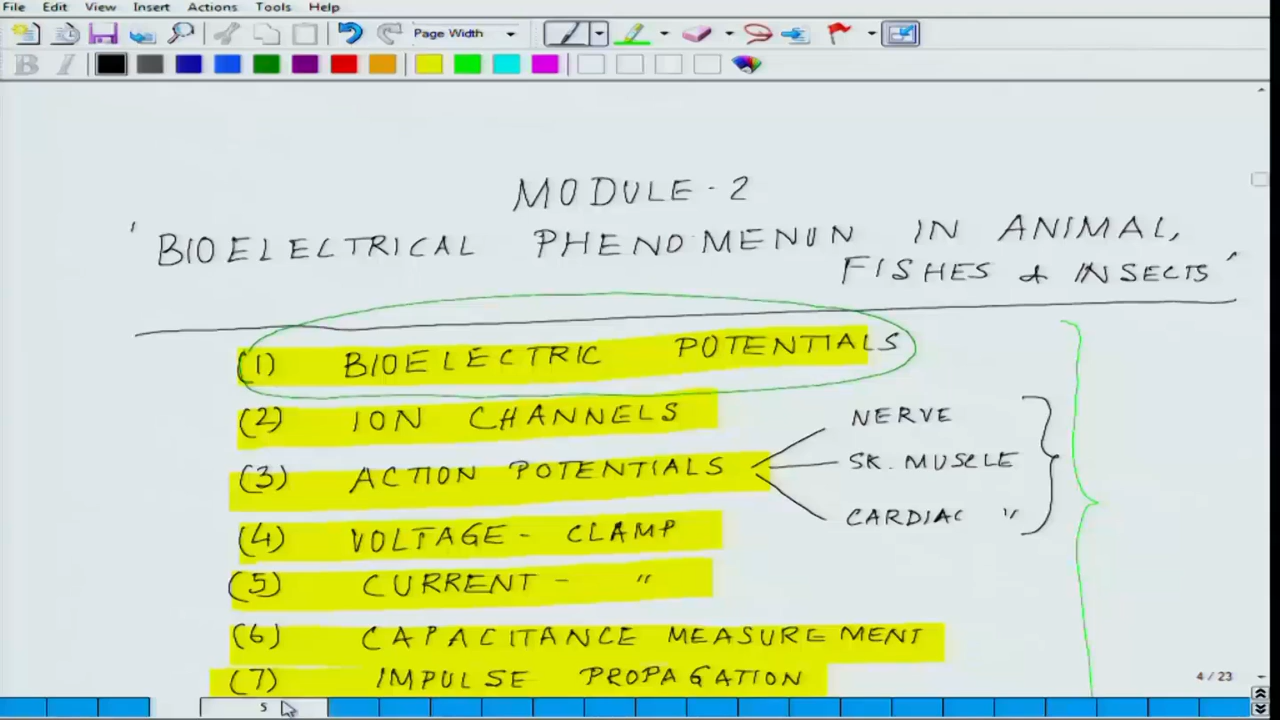 File Edit View Insert Actions Tools Help
Page Width
B I
MODULE - 2
' BIOELECTRICAL PHENOMENUN IN ANIMAL,
FISHES & INSECTS '
(1) BIOELECTRIC POTENTIALS
(2) ION CHANNELS
(3) ACTION POTENTIALS
NERVE
SK. MUSCLE
CARDIAC "
(4) VOLTAGE - CLAMP
(5) CURRENT - "
(6) CAPACITANCE MEASUREMENT
(7) IMPULSE PROPAGATION
4 / 23
5